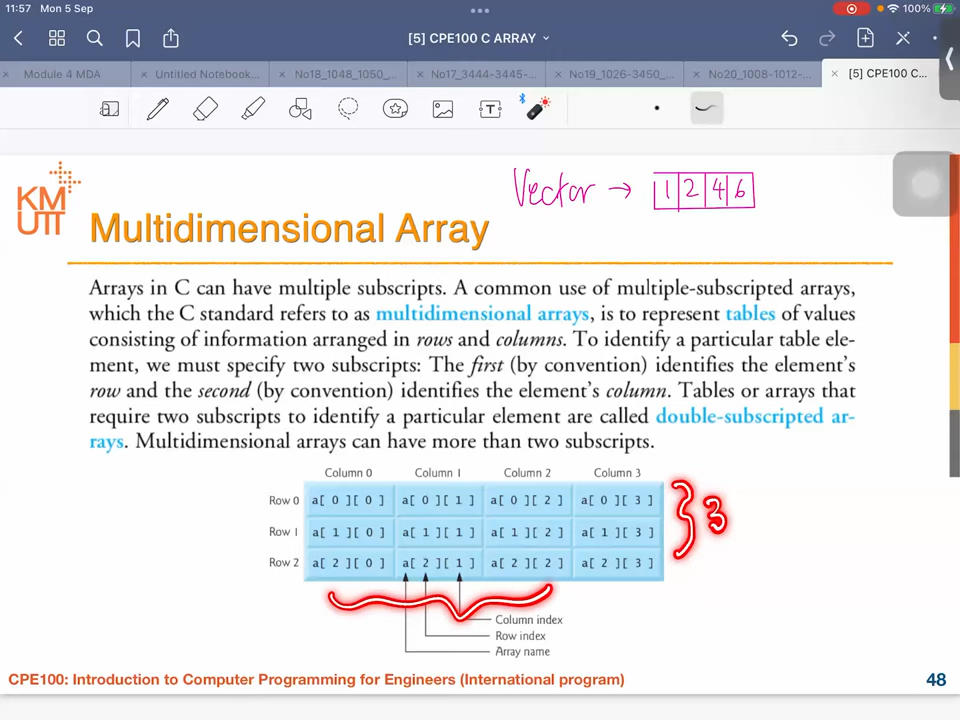 11:57 Mon 5 Sep
100%
[5] CPE100 C ARRAY
Module 4 MDA
Untitled Notebook...
No18_1048_1050_...
No17_3444-3445-...
No19_1026-3450_...
No20_1008-1012-...
[5] CPE100 C...
T
KM
UTT
Vector → 1 2 4 6
Multidimensional Array
Arrays in C can have multiple subscripts. A common use of multiple-subscripted arrays,
which the C standard refers to as multidimensional arrays, is to represent tables of values
consisting of information arranged in rows and columns. To identify a particular table ele-
ment, we must specify two subscripts: The first (by convention) identifies the element's
row and the second (by convention) identifies the element's column. Tables or arrays that
require two subscripts to identify a particular element are called double-subscripted ar-
rays. Multidimensional arrays can have more than two subscripts.
Column 0 Column 1 Column 2 Column 3
Row 0 a[ 0 ][ 0 ] a[ 0 ][ 1 ] a[ 0 ][ 2 ] a[ 0 ][ 3 ]
Row 1 a[ 1 ][ 0 ] a[ 1 ][ 1 ] a[ 1 ][ 2 ] a[ 1 ][ 3 ]
Row 2 a[ 2 ][ 0 ] a[ 2 ][ 1 ] a[ 2 ][ 2 ] a[ 2 ][ 3 ]
3
Column index
Row index
Array name
CPE100: Introduction to Computer Programming for Engineers (International program)
48